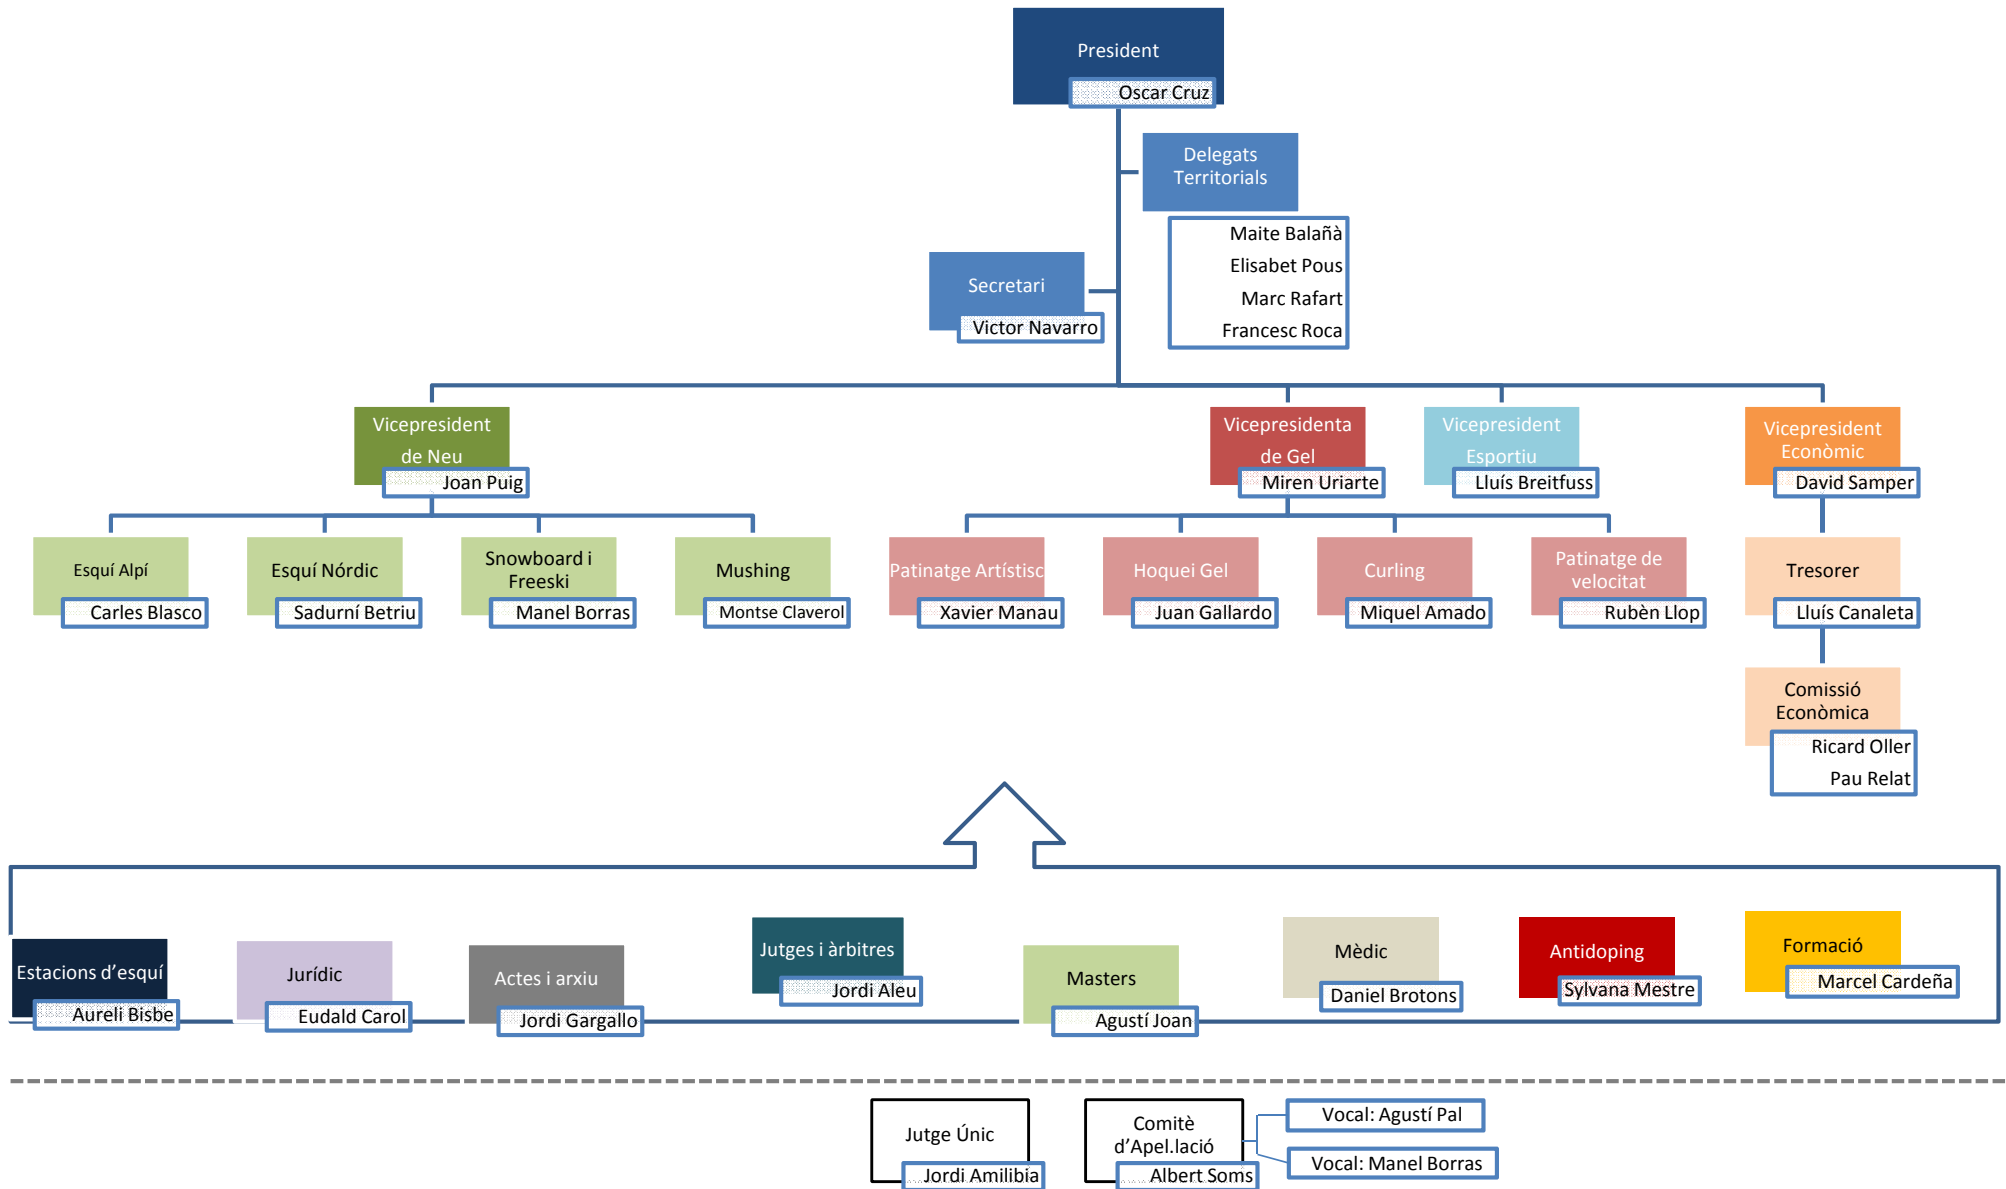 President
Oscar Cruz
Delegats
Territorials
Maite Balañà
Elisabet Pous
Marc Rafart
Francesc Roca
Secretari
Victor Navarro
Vicepresident
de Neu
Joan Puig
Vicepresidenta
de Gel
Miren Uriarte
Vicepresident
Esportiu
Lluís Breitfuss
Vicepresident
Econòmic
David Samper
Esquí Alpí
Carles Blasco
Esquí Nórdic
Sadurní Betriu
Snowboard i
Freeski
Manel Borras
Mushing
Montse Claverol
Patinatge Artístisc
Xavier Manau
Hoquei Gel
Juan Gallardo
Curling
Miquel Amado
Patinatge de
velocitat
Rubèn Llop
Tresorer
Lluís Canaleta
Comissió
Econòmica
Ricard Oller
Pau Relat
Estacions d’esquí
Aureli Bisbe
Jurídic
Eudald Carol
Actes i arxiu
Jordi Gargallo
Jutges i àrbitres
Jordi Aleu
Masters
Agustí Joan
Mèdic
Daniel Brotons
Antidoping
Sylvana Mestre
Formació
Marcel Cardeña
Jutge Únic
Jordi Amilibia
Comitè
d’Apel.lació
Albert Soms
Vocal: Agustí Pal
Vocal: Manel Borras